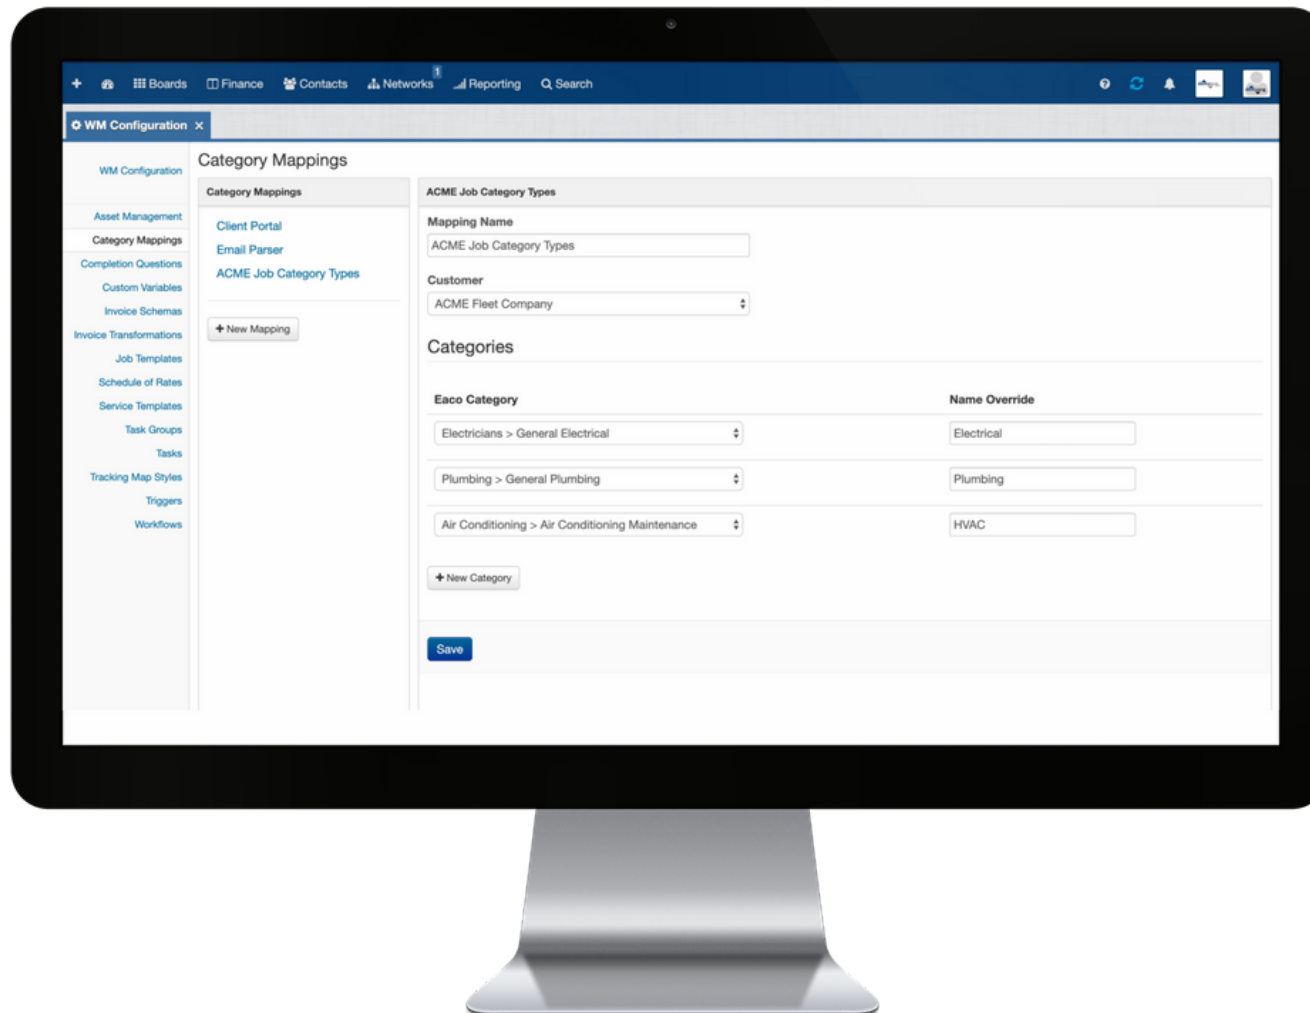 Boards Finance Contacts Networks 1 Reporting Search
WM Configuration ×
WM Configuration
Asset Management
Category Mappings
Completion Questions
Custom Variables
Invoice Schemas
Invoice Transformations
Job Templates
Schedule of Rates
Service Templates
Task Groups
Tasks
Tracking Map Styles
Triggers
Workflows
Category Mappings
Category Mappings
Client Portal
Email Parser
ACME Job Category Types
+ New Mapping
ACME Job Category Types
Mapping Name
ACME Job Category Types
Customer
ACME Fleet Company
Categories
Eaco Category Name Override
Electricians > General Electrical Electrical
Plumbing > General Plumbing Plumbing
Air Conditioning > Air Conditioning Maintenance HVAC
+ New Category
Save